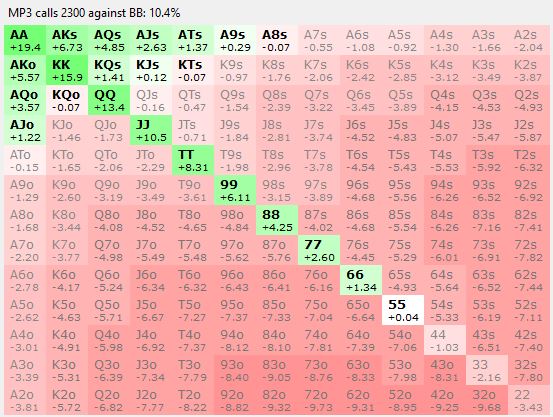 MP3 calls 2300 against BB: 10.4%
AA AKs AQs AJs ATs A9s A8s A7s A6s A5s A4s A3s A2s
+19.4 +6.73 +4.85 +2.63 +1.37 +0.29 -0.07 -0.55 -1.08 -0.92 -1.30 -1.66 -2.04
AKo KK KQs KJs KTs K9s K8s K7s K6s K5s K4s K3s K2s
+5.57 +15.9 +1.41 +0.12 -0.07 -0.97 -1.76 -2.06 -2.42 -2.85 -3.12 -3.49 -3.87
AQo KQo QQ QJs QTs Q9s Q8s Q7s Q6s Q5s Q4s Q3s Q2s
+3.57 -0.07 +13.4 -0.16 -0.47 -1.54 -2.39 -3.22 -3.45 -3.89 -4.15 -4.53 -4.93
AJo KJo QJo JJ JTs J9s J8s J7s J6s J5s J4s J3s J2s
+1.22 -1.46 -1.73 +10.5 -0.71 -1.84 -2.81 -3.74 -4.52 -4.83 -5.07 -5.47 -5.87
ATo KTo QTo JTo TT T9s T8s T7s T6s T5s T4s T3s T2s
-0.15 -1.65 -2.06 -2.29 +8.31 -1.98 -2.96 -3.78 -4.54 -5.43 -5.53 -5.92 -6.32
A9o K9o Q9o J9o T9o 99 98s 97s 96s 95s 94s 93s 92s
-1.29 -2.60 -3.19 -3.49 -3.61 +6.11 -3.15 -3.89 -4.68 -5.56 -6.26 -6.52 -6.92
A8o K8o Q8o J8o T8o 98o 88 87s 86s 85s 84s 83s 82s
-1.68 -3.44 -4.08 -4.52 -4.65 -4.84 +4.25 -4.02 -4.68 -5.54 -6.26 -7.16 -7.41
A7o K7o Q7o J7o T7o 97o 87o 77 76s 75s 74s 73s 72s
-2.20 -3.77 -4.98 -5.49 -5.48 -5.62 -5.76 +2.60 -4.45 -5.29 -6.01 -6.91 -7.82
A6o K6o Q6o J6o T6o 96o 86o 76o 66 65s 64s 63s 62s
-2.78 -4.17 -5.24 -6.34 -6.32 -6.43 -6.41 -6.16 +1.34 -4.93 -5.64 -6.52 -7.44
A5o K5o Q5o J5o T5o 95o 85o 75o 65o 55 54s 53s 52s
-2.62 -4.63 -5.71 -6.67 -7.27 -7.37 -7.33 -7.04 -6.64 +0.04 -5.33 -6.19 -7.11
A4o K4o Q4o J4o T4o 94o 84o 74o 64o 54o 44 43s 42s
-3.01 -4.91 -5.98 -6.92 -7.37 -8.12 -8.10 -7.81 -7.39 -7.06 -1.03 -6.51 -7.40
A3o K3o Q3o J3o T3o 93o 83o 73o 63o 53o 43o 33 32s
-3.39 -5.31 -6.39 -7.34 -7.79 -8.40 -9.05 -8.76 -8.33 -7.98 -8.31 -2.16 -7.80
A2o K2o Q2o J2o T2o 92o 82o 72o 62o 52o 42o 32o 22
-3.81 -5.72 -6.82 -7.77 -8.22 -8.82 -9.32 -9.73 -9.31 -8.95 -9.25 -9.68 -3.43